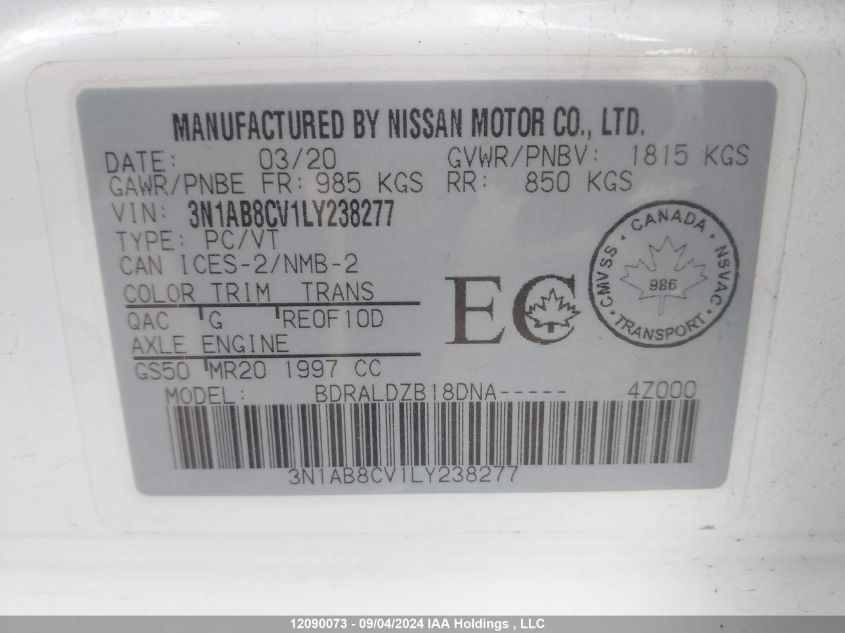 MANUFACTURED BY NISSAN MOTOR CO., LTD.
DATE: 03/20 GVWR/PNBV: 1815 KGS
GAWR/PNBE FR: 985 KGS RR: 850 KGS
VIN: 3N1AB8CV1LY238277
TYPE: PC/VT
CAN ICES-2/NMB-2
COLOR TRIM TRANS
QAC G RE0F10D
AXLE ENGINE
GS50 MR20 1997 CC
EC
CANADA
CMVSS NSVAC
986
TRANSPORT
MODEL: BDRALDZB18DNA----- 4Z000
3N1AB8CV1LY238277
12090073 - 09/04/2024 IAA Holdings , LLC